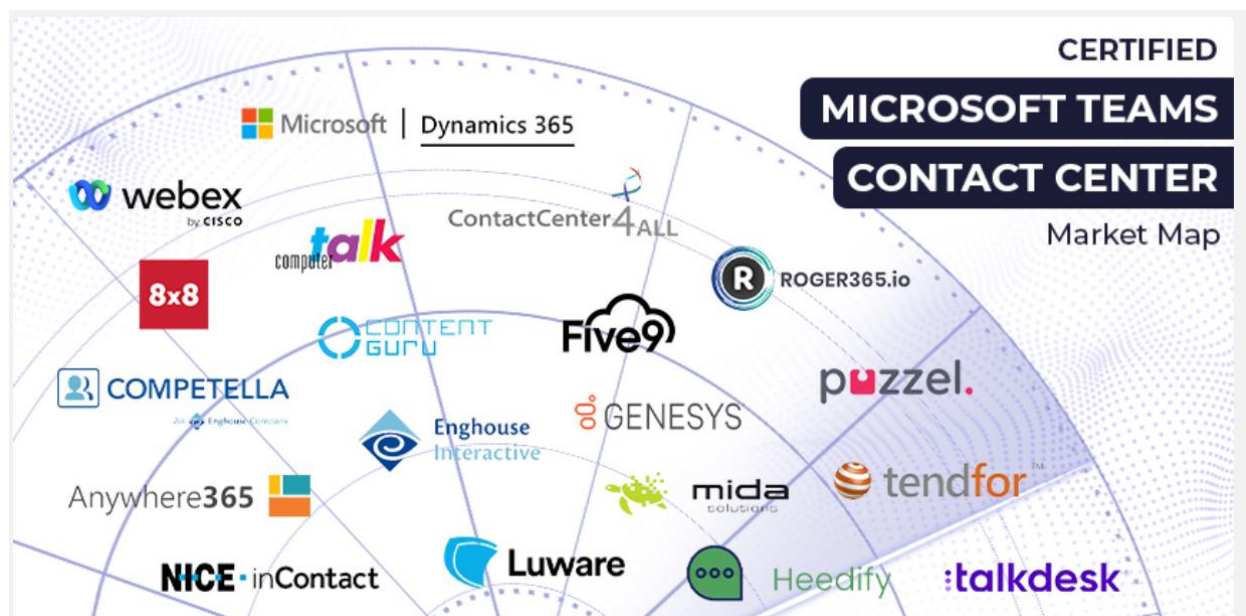 CERTIFIED
MICROSOFT TEAMS
CONTACT CENTER
Market Map
Microsoft | Dynamics 365
webex
by CISCO
computer talk
ContactCenter4ALL
8x8
R ROGER365.io
CONTENT
GURU
Five9
COMPETELLA
An Enghouse Company
puzzel.
Enghouse
Interactive
GENESYS
Anywhere365
mida
solutions
tendfor™
NICE·inContact
Luware
Heedify
:talkdesk